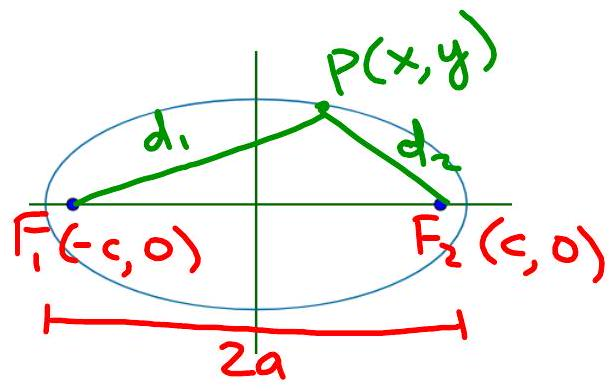 P(x,y)
d₁
d₂
F₁(-c,0)
F₂(c,0)
2a